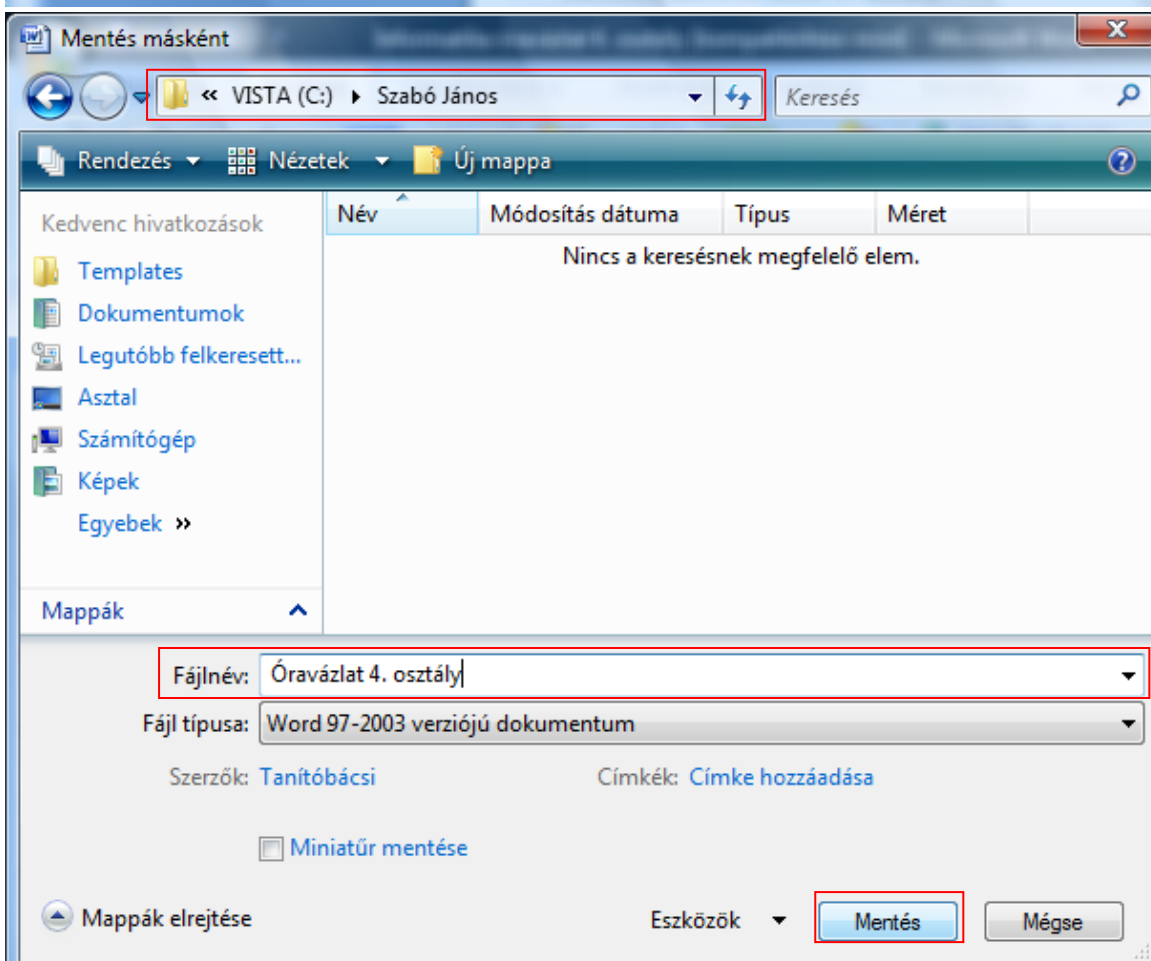 Mentés másként
« VISTA (C:) ▸ Szabó János
Keresés
Rendezés Nézetek Új mappa
Kedvenc hivatkozások
Név Módosítás dátuma Típus Méret
Nincs a keresésnek megfelelő elem.
Templates
Dokumentumok
Legutóbb felkeresett...
Asztal
Számítógép
Képek
Egyebek »
Mappák
Fájlnév: Óravázlat 4. osztály
Fájl típusa: Word 97-2003 verziójú dokumentum
Szerzők: Tanítóbácsi Címkék: Címke hozzáadása
Miniatűr mentése
Mappák elrejtése Eszközök Mentés Mégse